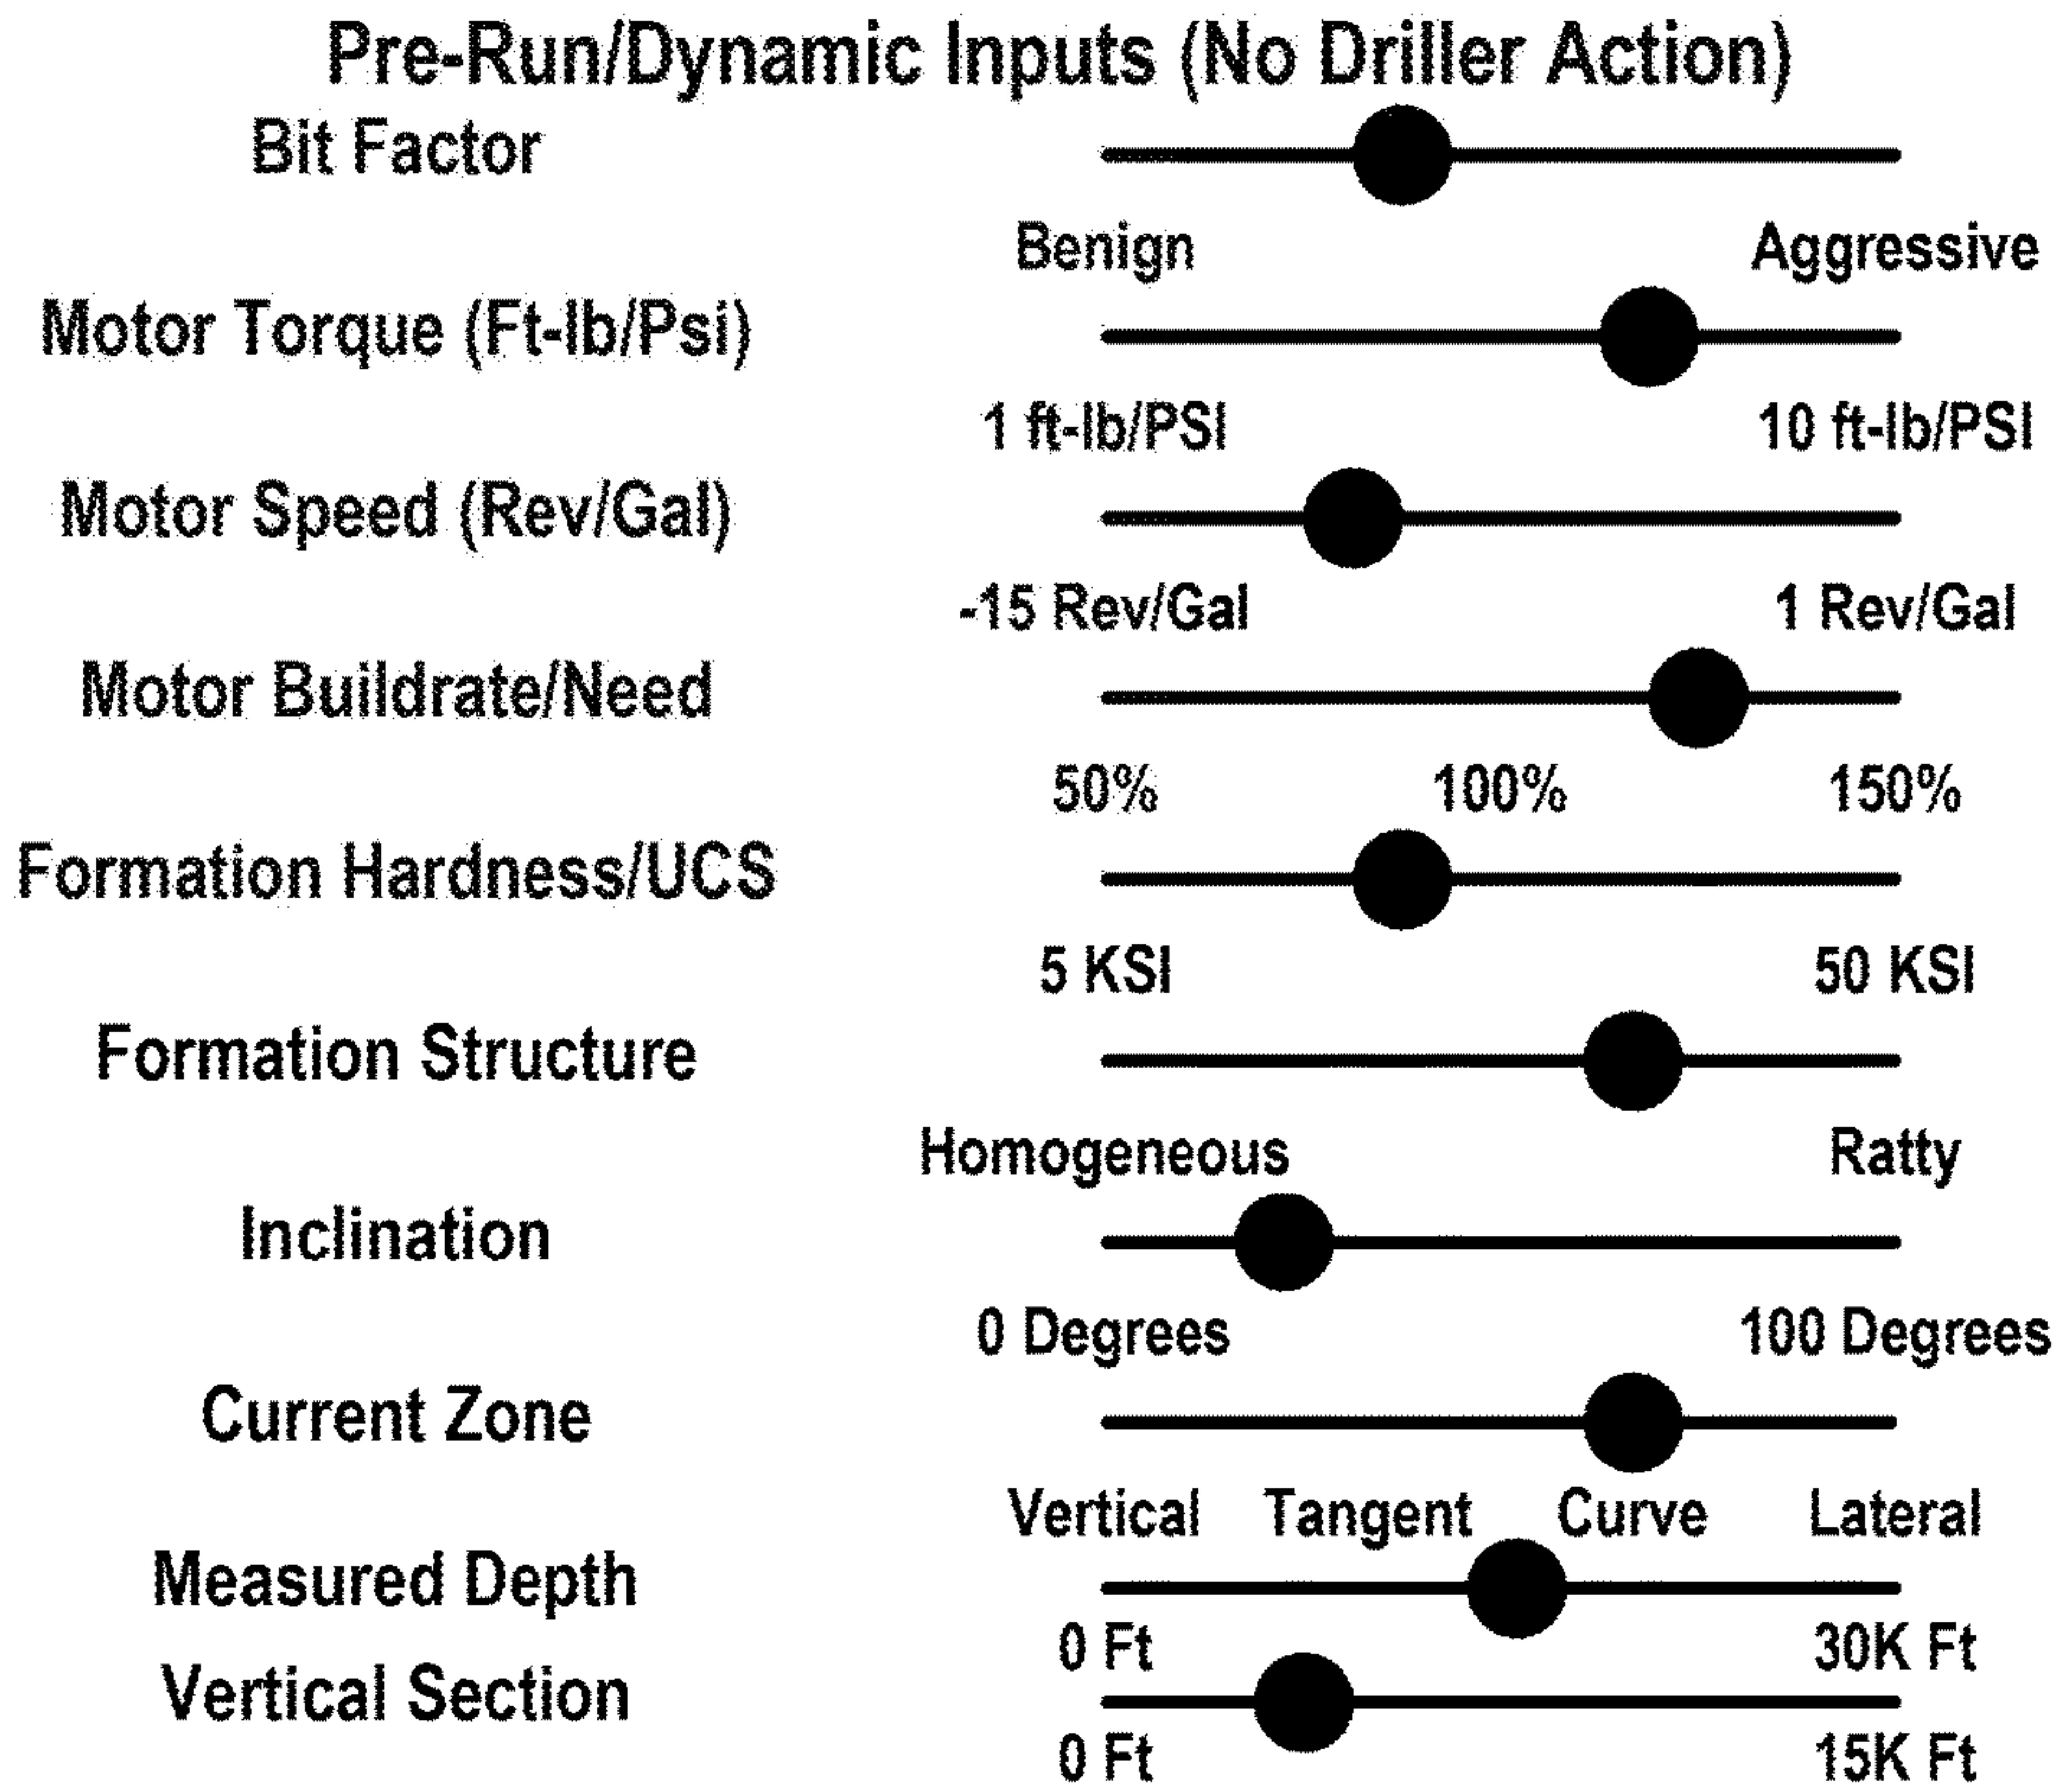 Pre-Run/Dynamic Inputs (No Driller Action)
Bit Factor
Benign Aggressive
Motor Torque (Ft-lb/Psi)
1 ft-lb/PSI 10 ft-lb/PSI
Motor Speed (Rev/Gal)
-15 Rev/Gal 1 Rev/Gal
Motor Buildrate/Need
50% 100% 150%
Formation Hardness/UCS
5 KSI 50 KSI
Formation Structure
Homogeneous Ratty
Inclination
0 Degrees 100 Degrees
Current Zone
Vertical Tangent Curve Lateral
Measured Depth
0 Ft 30K Ft
Vertical Section
0 Ft 15K Ft